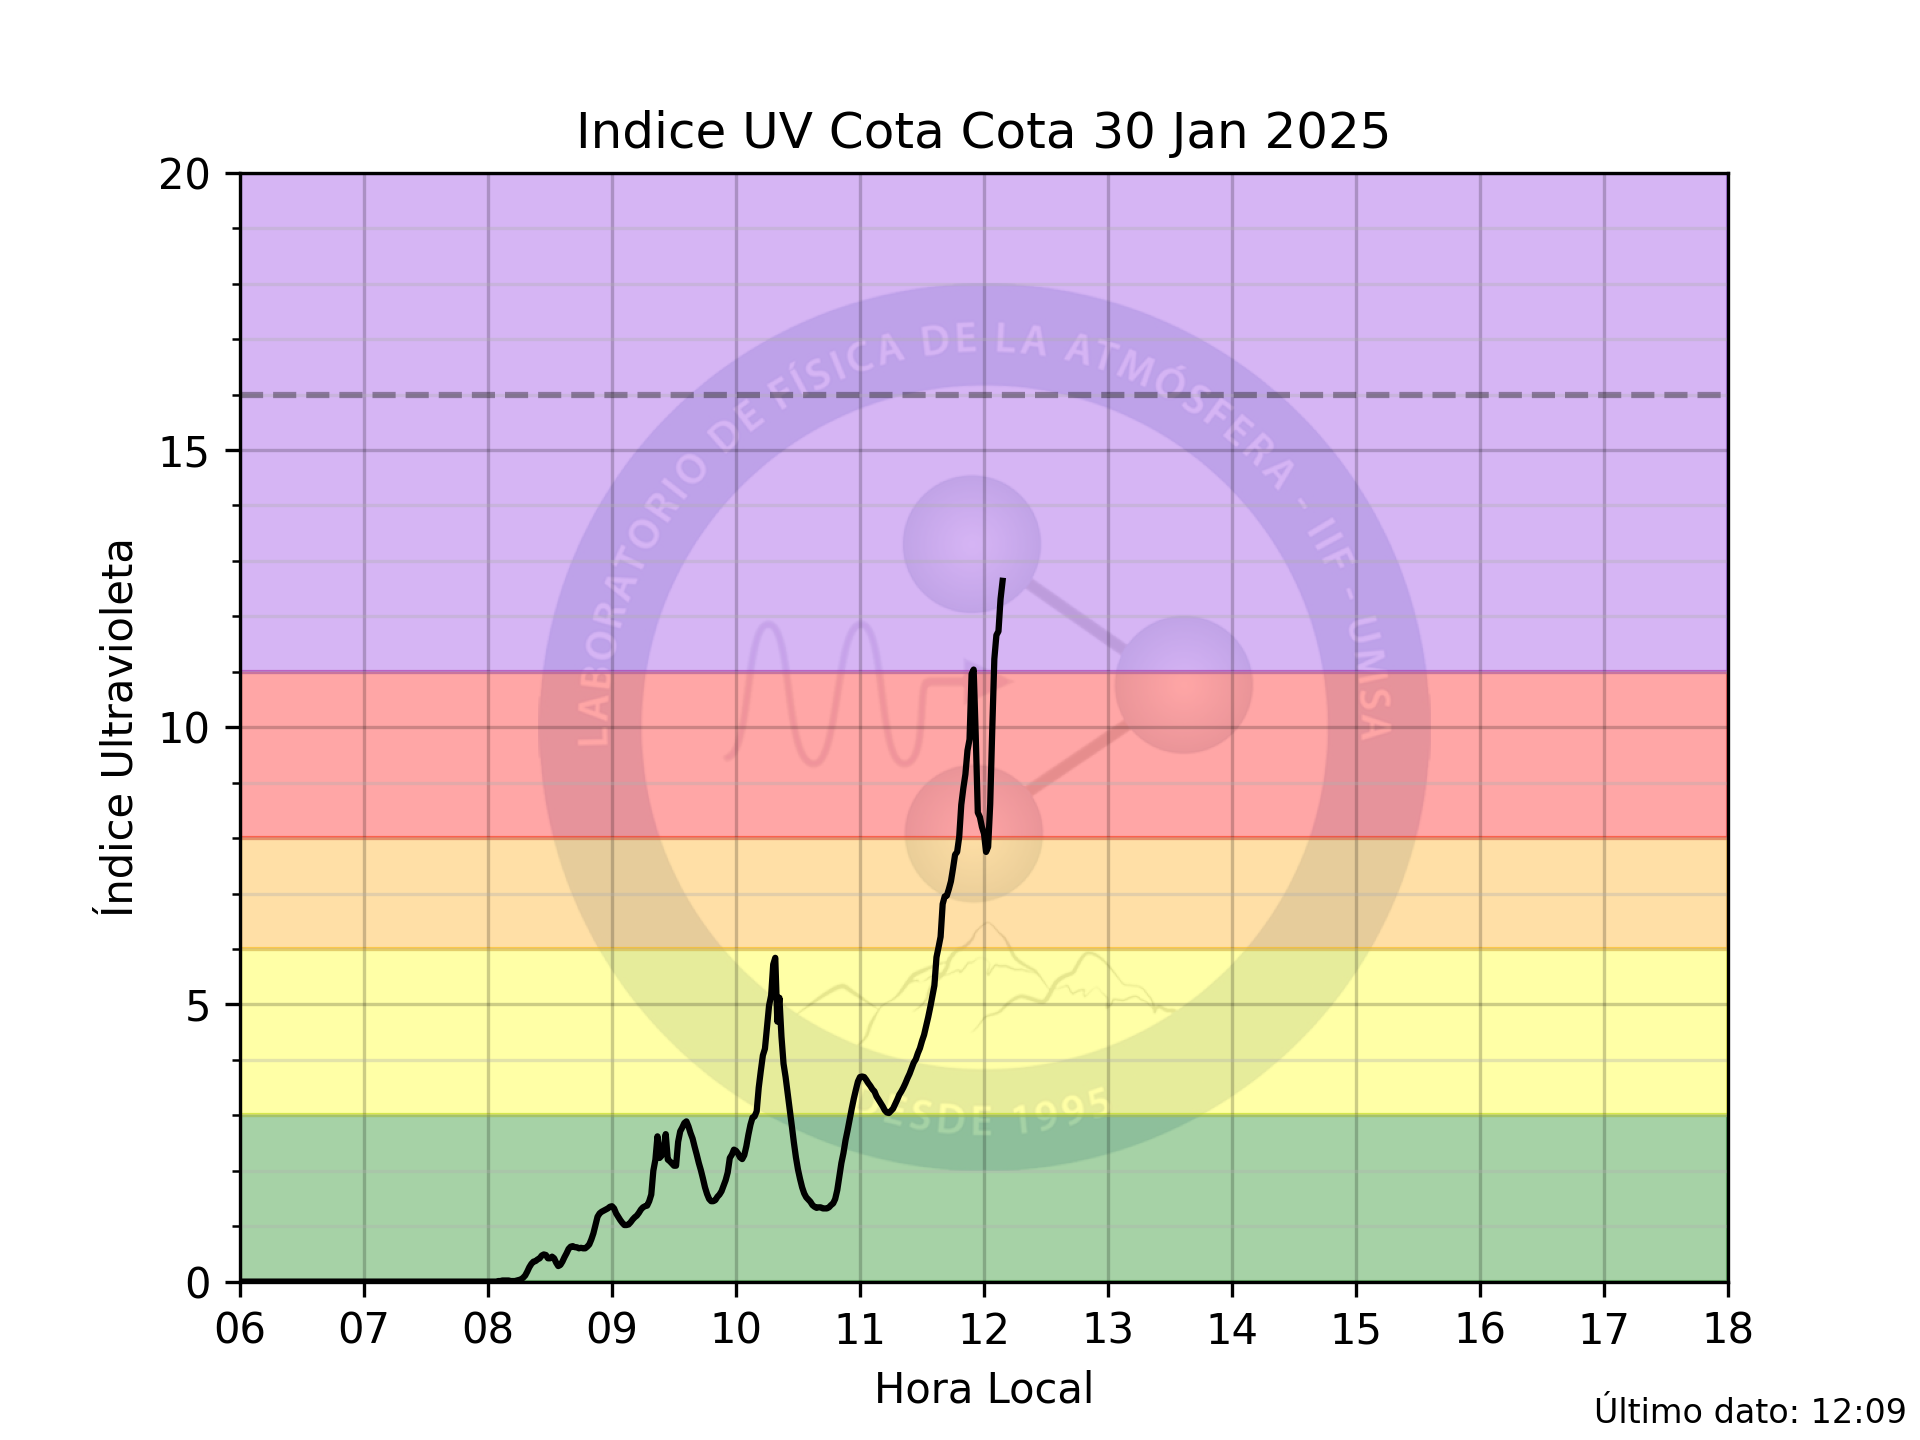 Indice UV Cota Cota 30 Jan 2025
20
15
10
5
0
Índice Ultravioleta
LABORATORIO DE FÍSICA DE LA ATMÓSFERA - IIF - UMSA
DESDE 1995
06 07 08 09 10 11 12 13 14 15 16 17 18
Hora Local
Último dato: 12:09